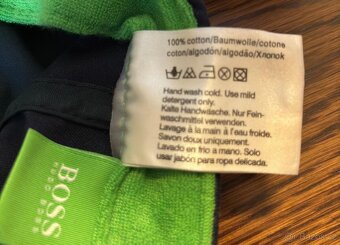 100% cotton/Baumwolle/cotone
coton/algodón/algodão/Хлопок
Hand wash cold. Use mild
detergent only.
Kalte Handwäsche. Nur Fein-
waschmittel verwenden.
Lavage à la main à l'eau froide.
Savon doux uniquement.
Lavado en frio a mano. Solo
usar jabón para ropa delicada.
BOSS
HUGO BOSS